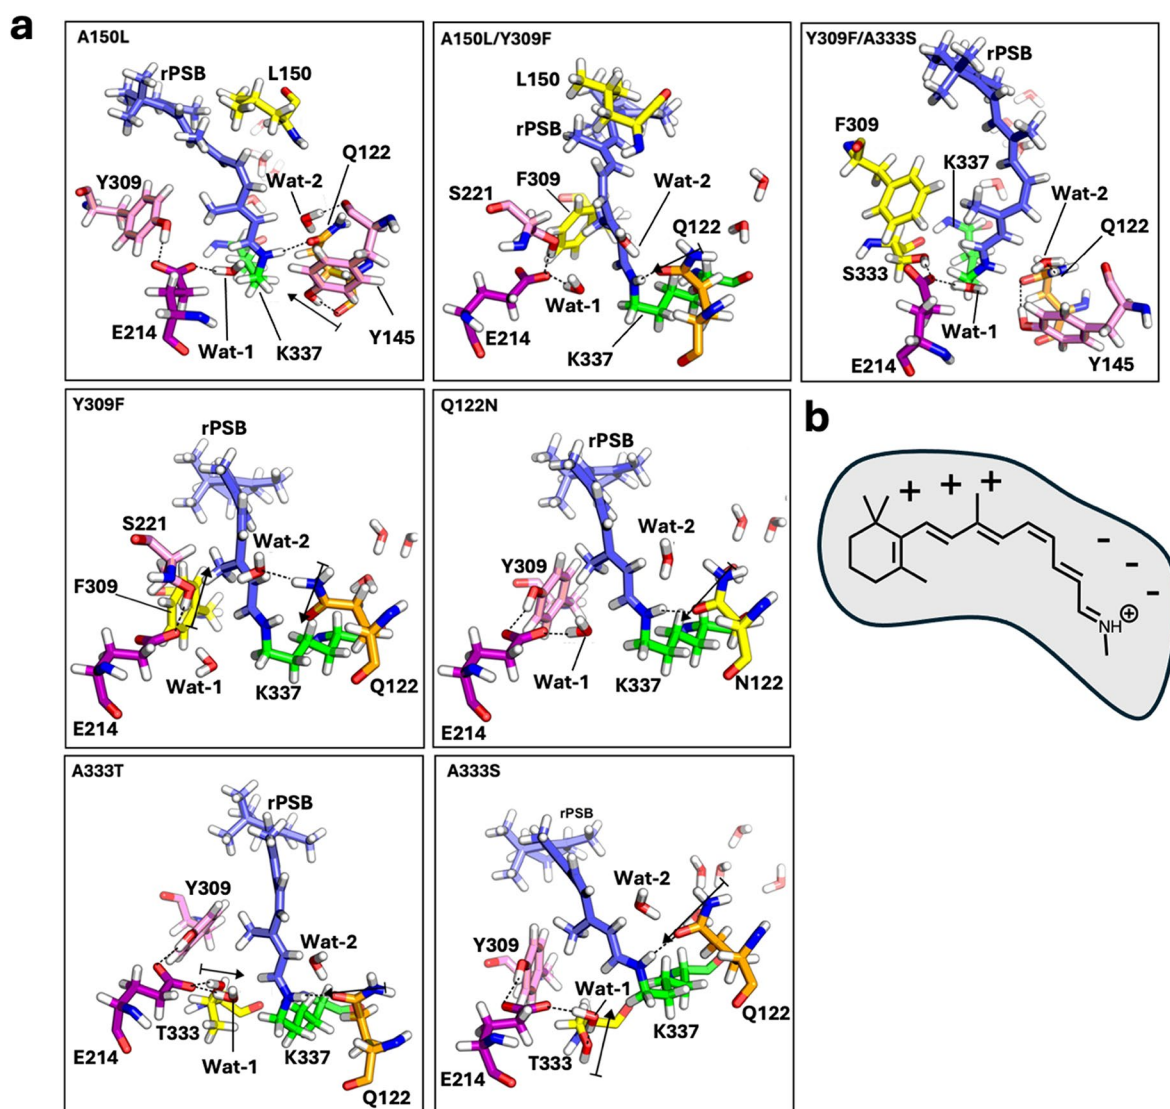 a
A150L
rPSB
L150
Q122
Wat-2
Y309
E214
Wat-1
K337
Y145
A150L/Y309F
L150
rPSB
S221
F309
Wat-2
Q122
Wat-1
E214
K337
Y309F/A333S
rPSB
F309
K337
Wat-2
Q122
S333
Wat-1
E214
Y145
Y309F
rPSB
S221
Wat-2
F309
Wat-1
K337
Q122
E214
Q122N
rPSB
Wat-2
Y309
Wat-1
K337
N122
E214
b
+ + +
- - -
NH
+
A333T
rPSB
Y309
Wat-2
T333
E214
Wat-1
K337
Q122
A333S
rPSB
Wat-2
Y309
Wat-1
K337
Q122
T333
E214